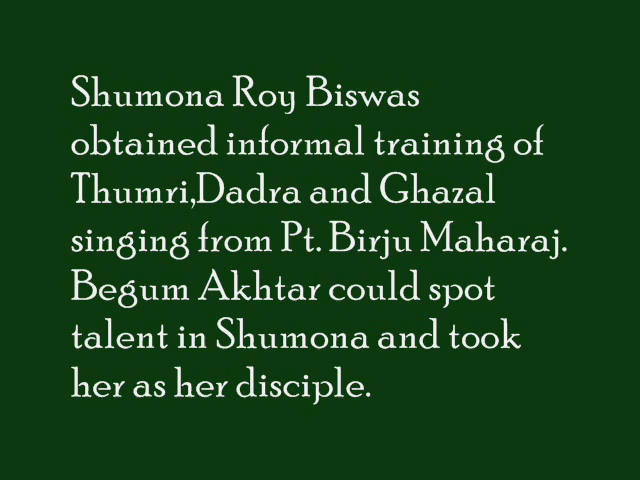 Shumona Roy Biswas
obtained informal training of
Thumri,Dadra and Ghazal
singing from Pt. Birju Maharaj.
Begum Akhtar could spot
talent in Shumona and took
her as her disciple.